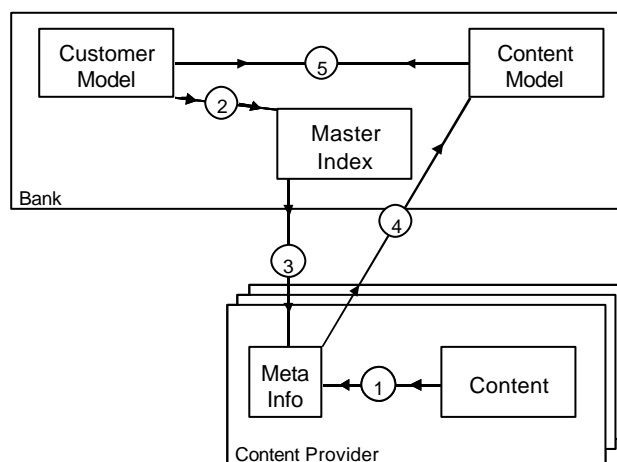 Customer
Model
5
Content
Model
2
Master
Index
Bank
4
3
Meta
Info
1
Content
Content Provider